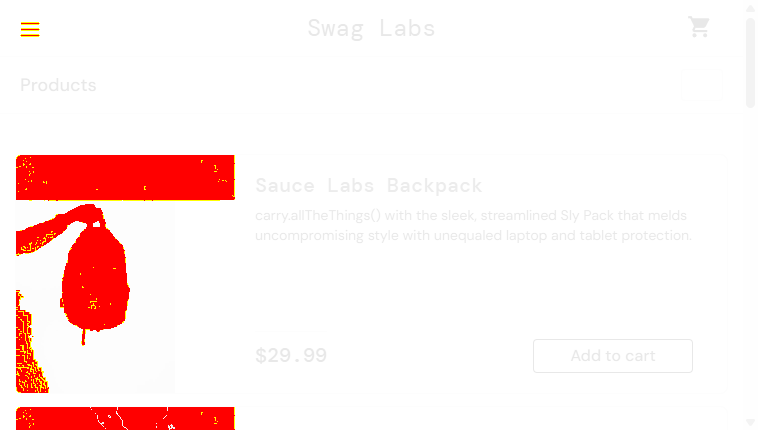 Swag Labs
Products
Sauce Labs Backpack
carry.allTheThings() with the sleek, streamlined Sly Pack that melds
uncompromising style with unequaled laptop and tablet protection.
$29.99
Add to cart